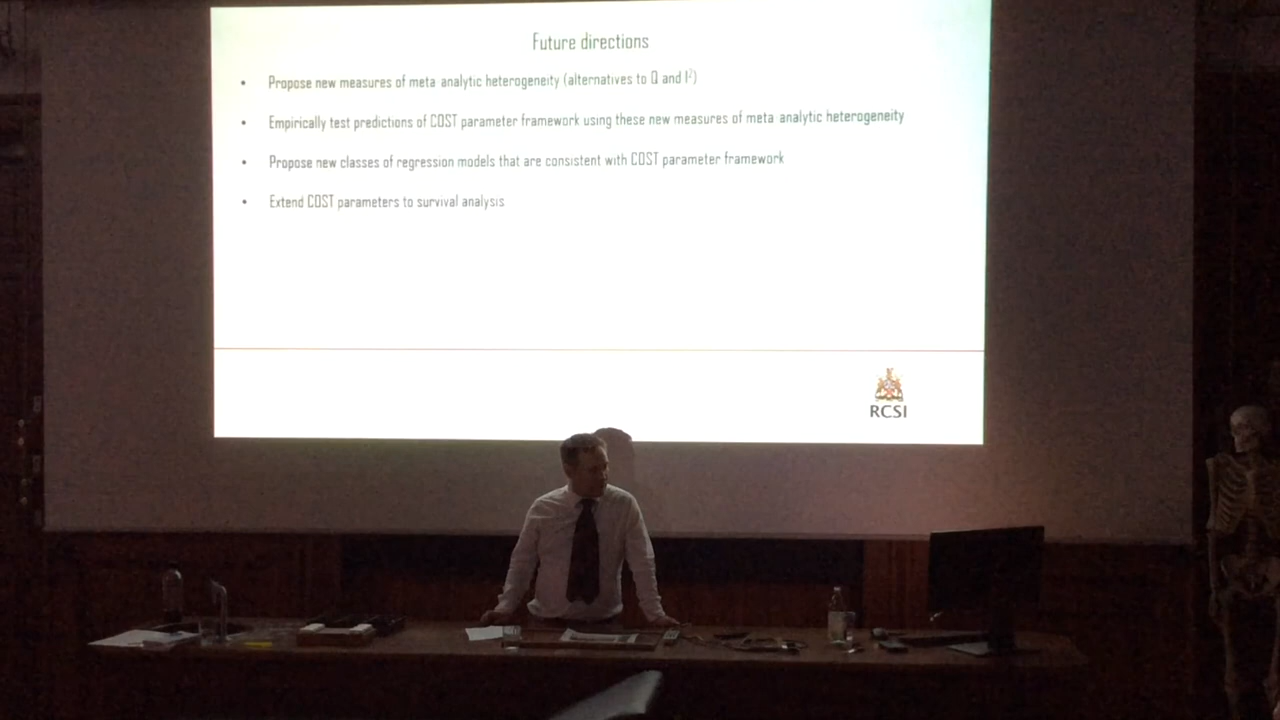 Future directions
• Propose new measures of meta analytic heterogeneity (alternatives to Q and I²)
• Empirically test predictions of COST parameter framework using these new measures of meta analytic heterogeneity
• Propose new classes of regression models that are consistent with COST parameter framework
• Extend COST parameters to survival analysis
RCSI